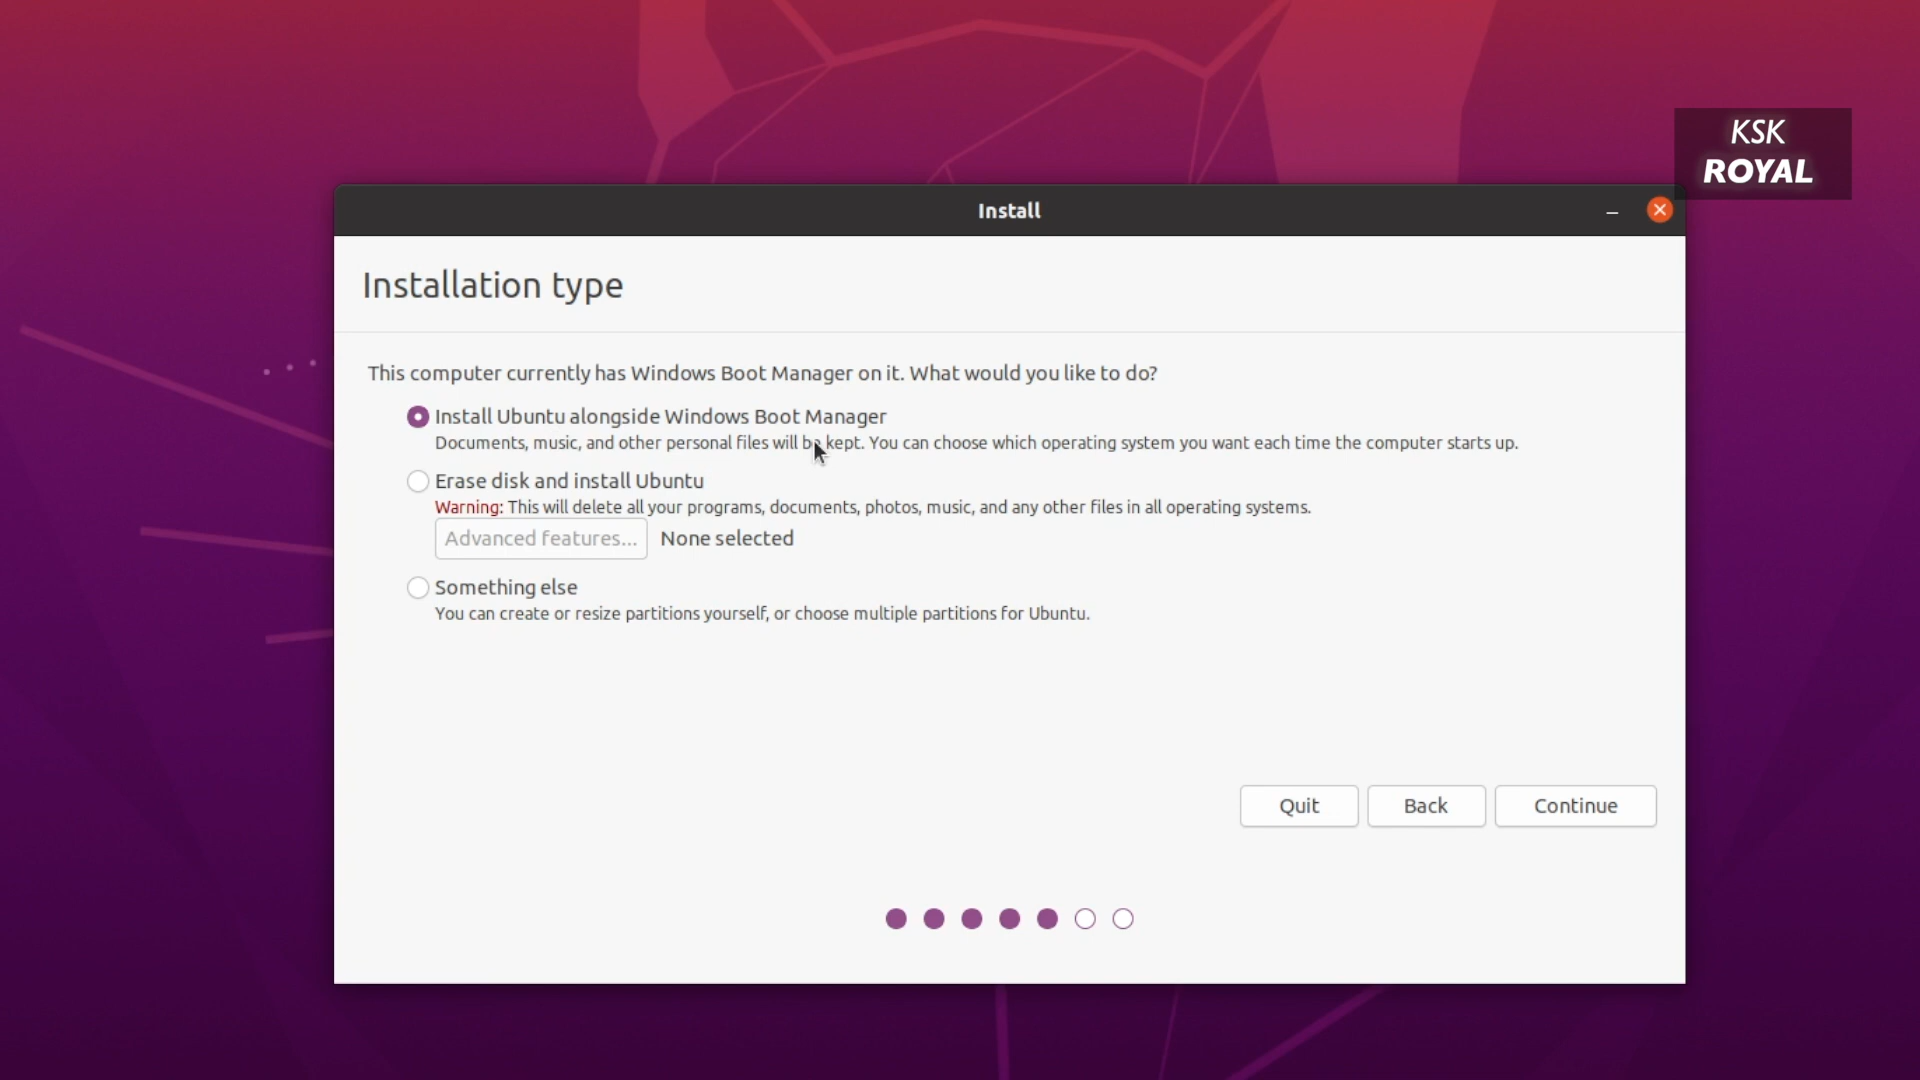 KSK
ROYAL
Install
Installation type
This computer currently has Windows Boot Manager on it. What would you like to do?
Install Ubuntu alongside Windows Boot Manager
Documents, music, and other personal files will be kept. You can choose which operating system you want each time the computer starts up.
Erase disk and install Ubuntu
Warning: This will delete all your programs, documents, photos, music, and any other files in all operating systems.
Advanced features... None selected
Something else
You can create or resize partitions yourself, or choose multiple partitions for Ubuntu.
Quit Back Continue